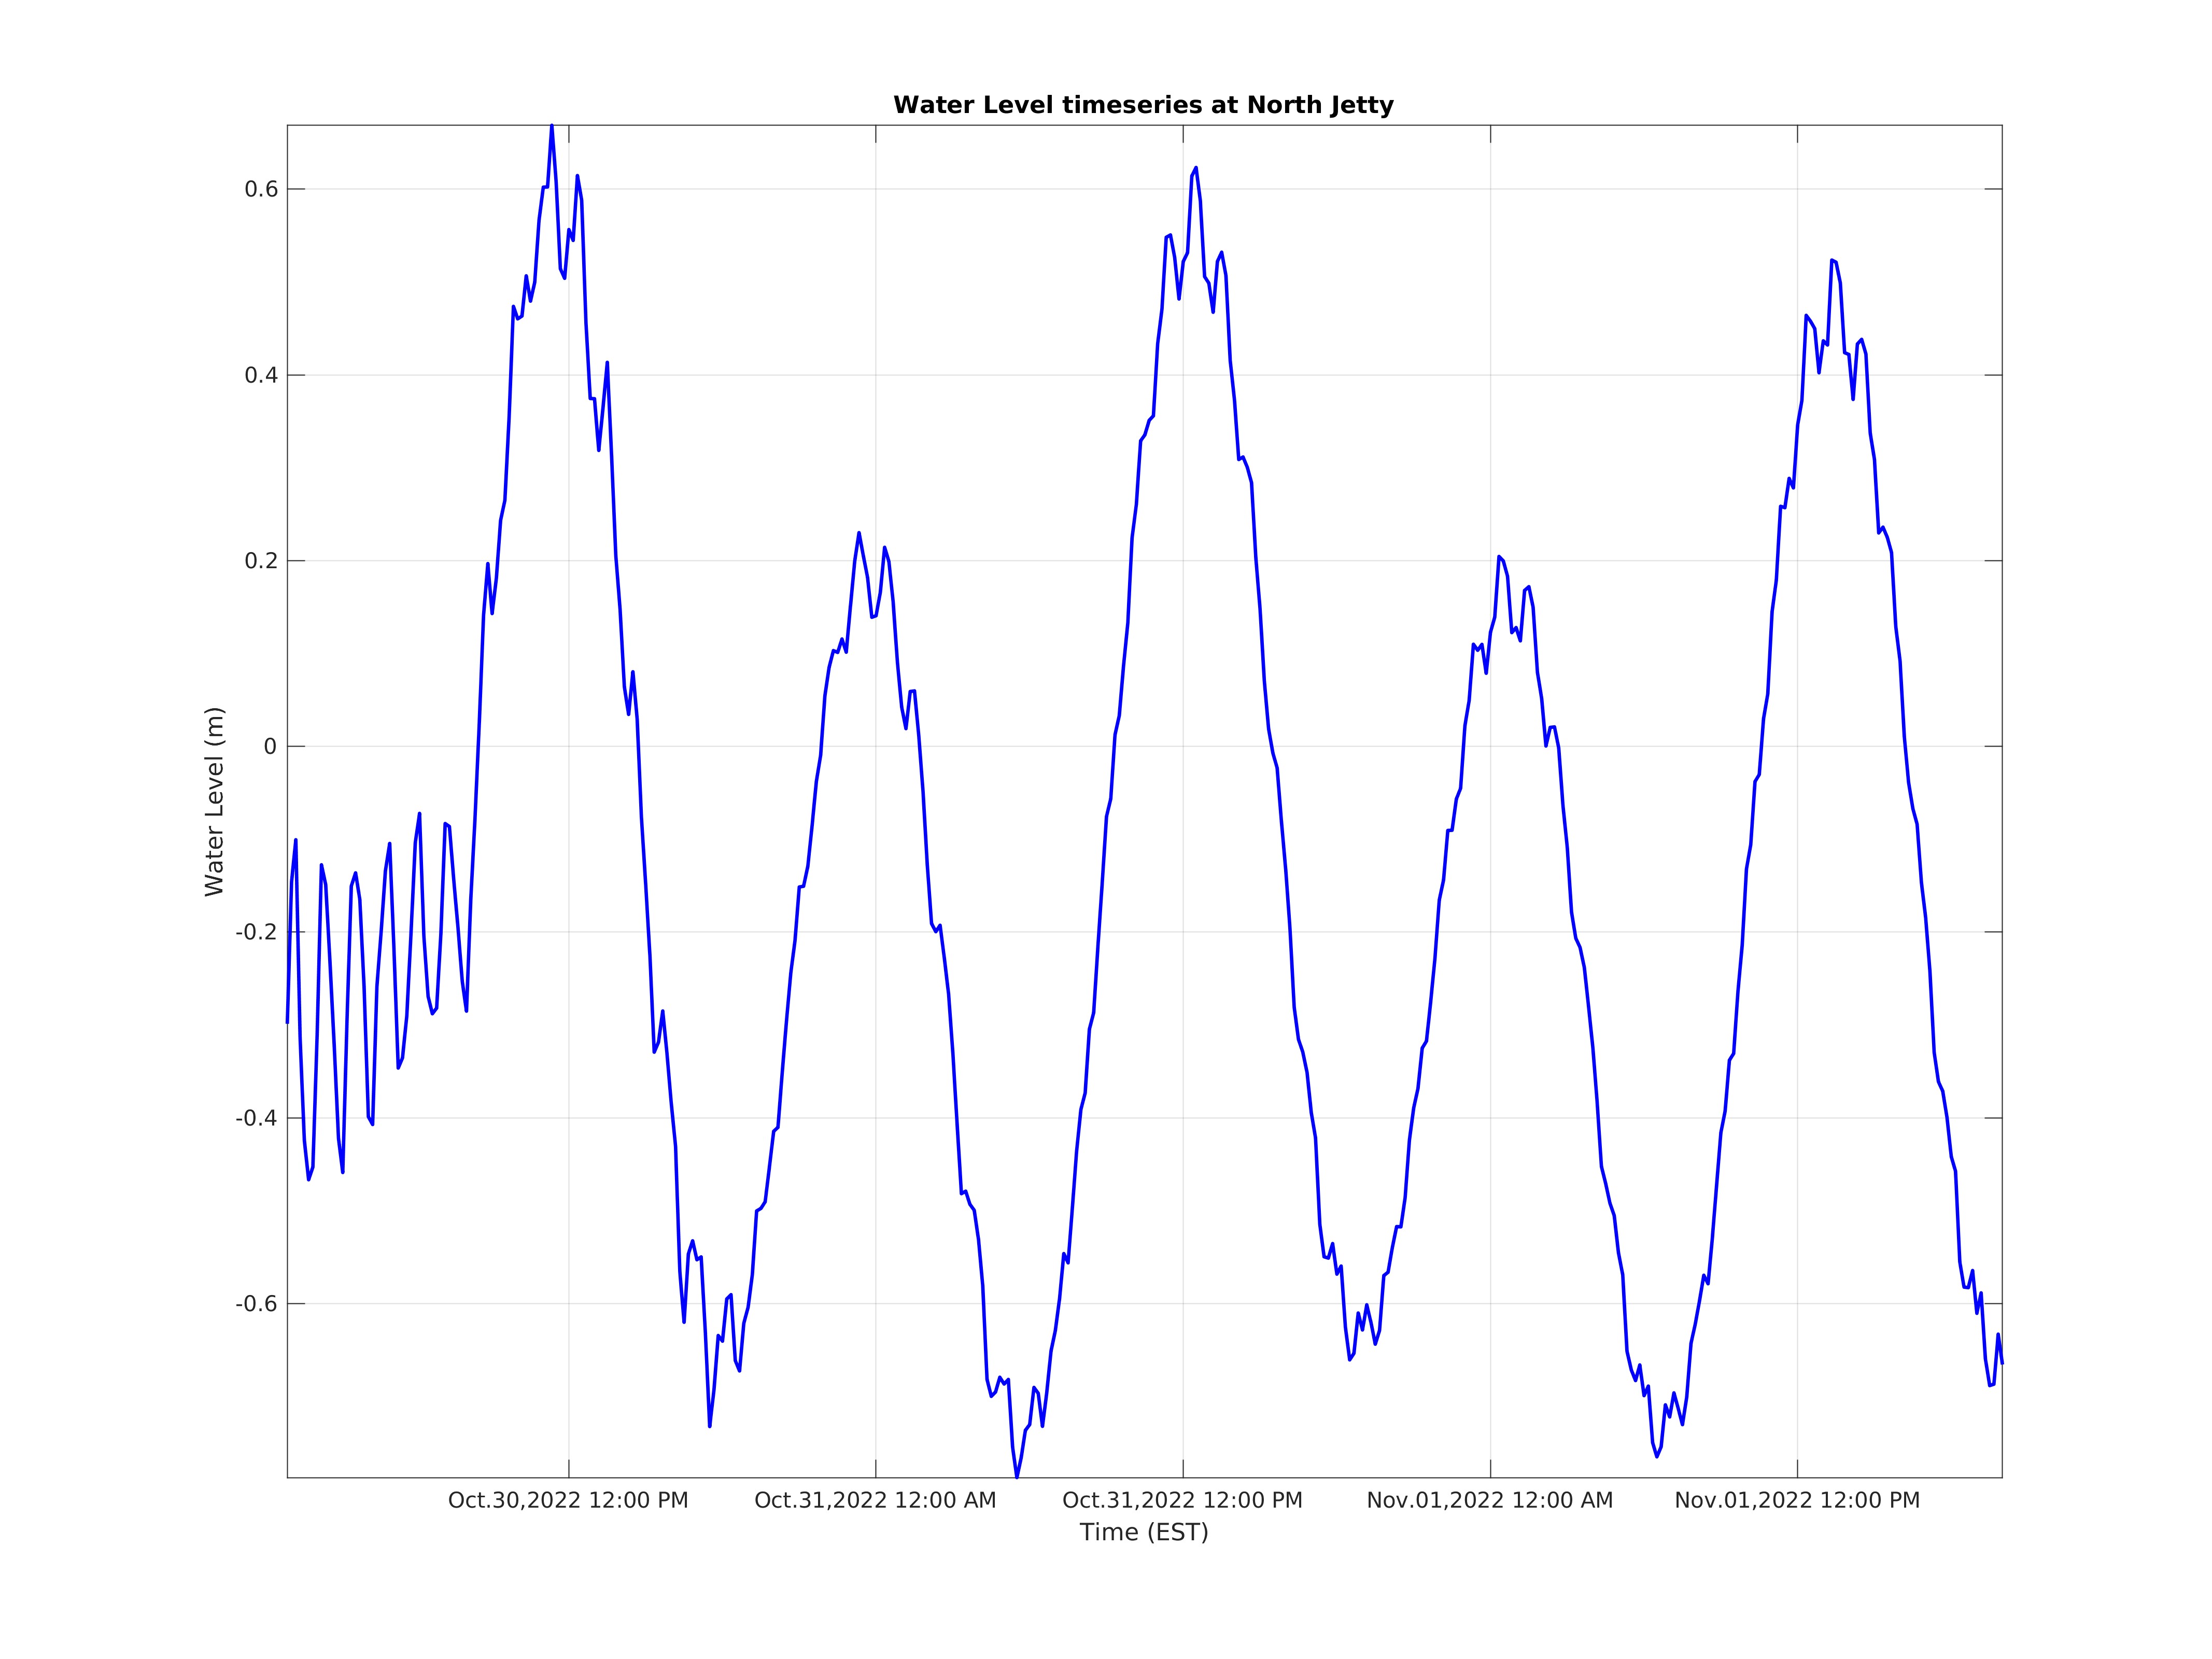 Water Level timeseries at North Jetty
0.6
0.4
0.2
0
-0.2
-0.4
-0.6
Water Level (m)
Oct.30,2022 12:00 PM
Oct.31,2022 12:00 AM
Oct.31,2022 12:00 PM
Nov.01,2022 12:00 AM
Nov.01,2022 12:00 PM
Time (EST)